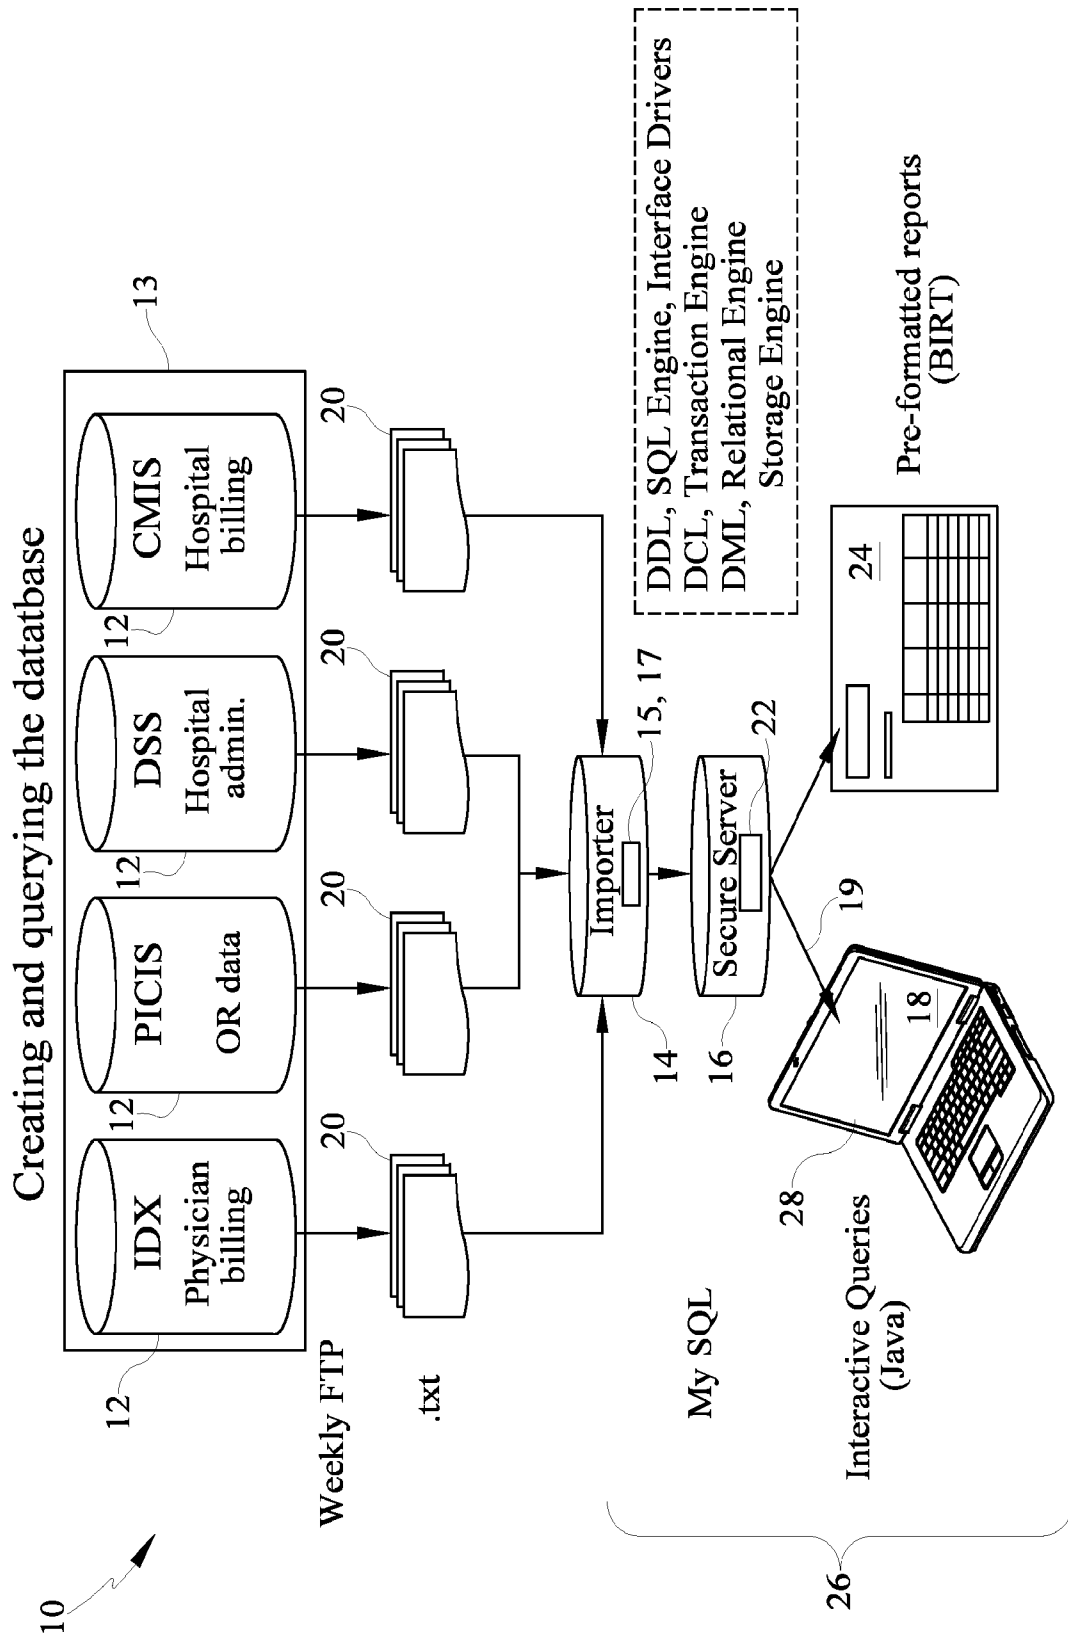 Creating and querying the datatbase
10
13
IDX
Physician
billing
PICIS
OR data
DSS
Hospital
admin.
CMIS
Hospital
billing
12
12
12
12
Weekly FTP
20
20
20
20
.txt
Importer
14
15, 17
DDL, SQL Engine, Interface Drivers
DCL, Transaction Engine
DML, Relational Engine
Storage Engine
My SQL
Secure Server
16
22
19
28
18
24
Interactive Queries
(Java)
Pre-formatted reports
(BIRT)
26